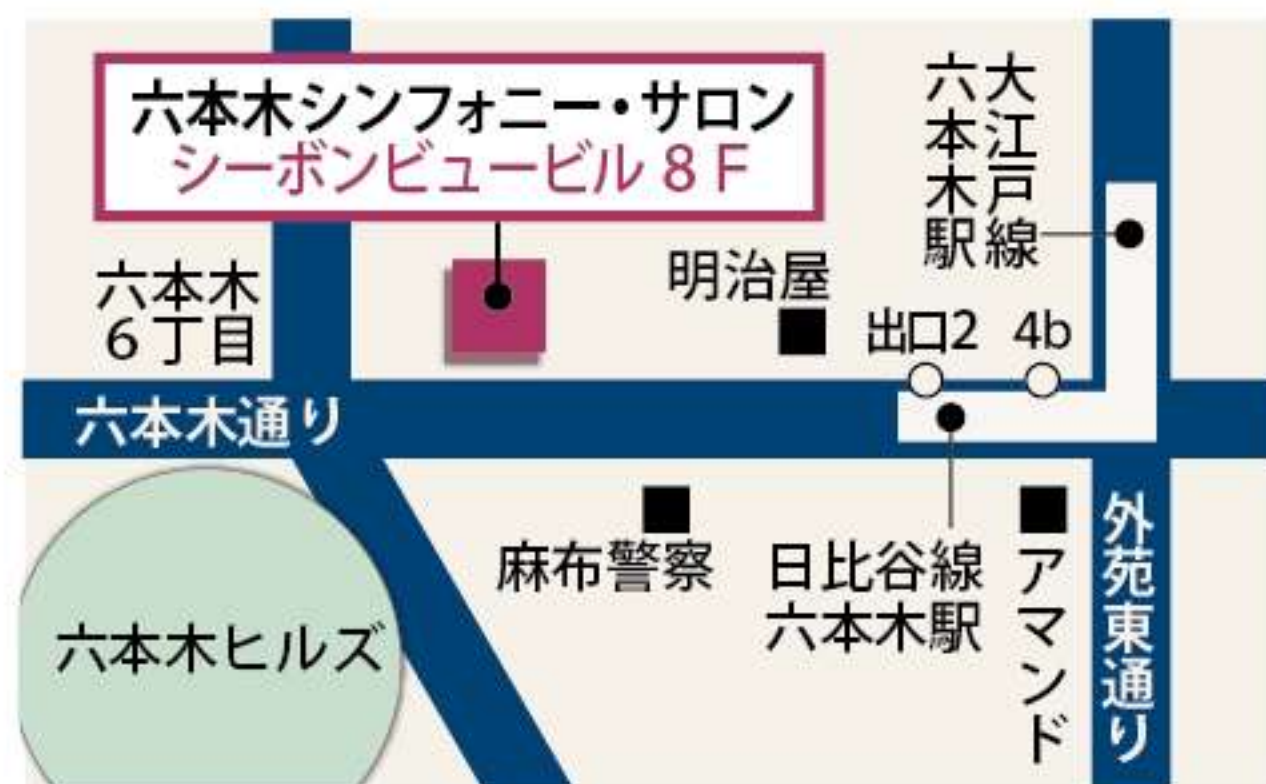 六本木シンフォニー・サロン
シーボンビュービル 8 F
大江戸線
六本木駅
六本木
6丁目
明治屋
出口2
4b
六本木通り
麻布警察
日比谷線
六本木駅
アマンド
外苑東通り
六本木ヒルズ